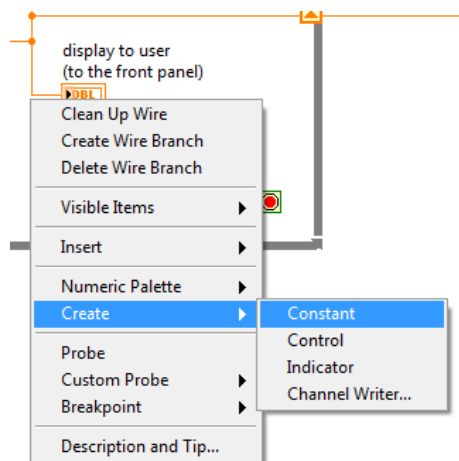 display to user
(to the front panel)
DBL
Clean Up Wire
Create Wire Branch
Delete Wire Branch
Visible Items
Insert
Numeric Palette
Create
Constant
Control
Indicator
Channel Writer...
Probe
Custom Probe
Breakpoint
Description and Tip...